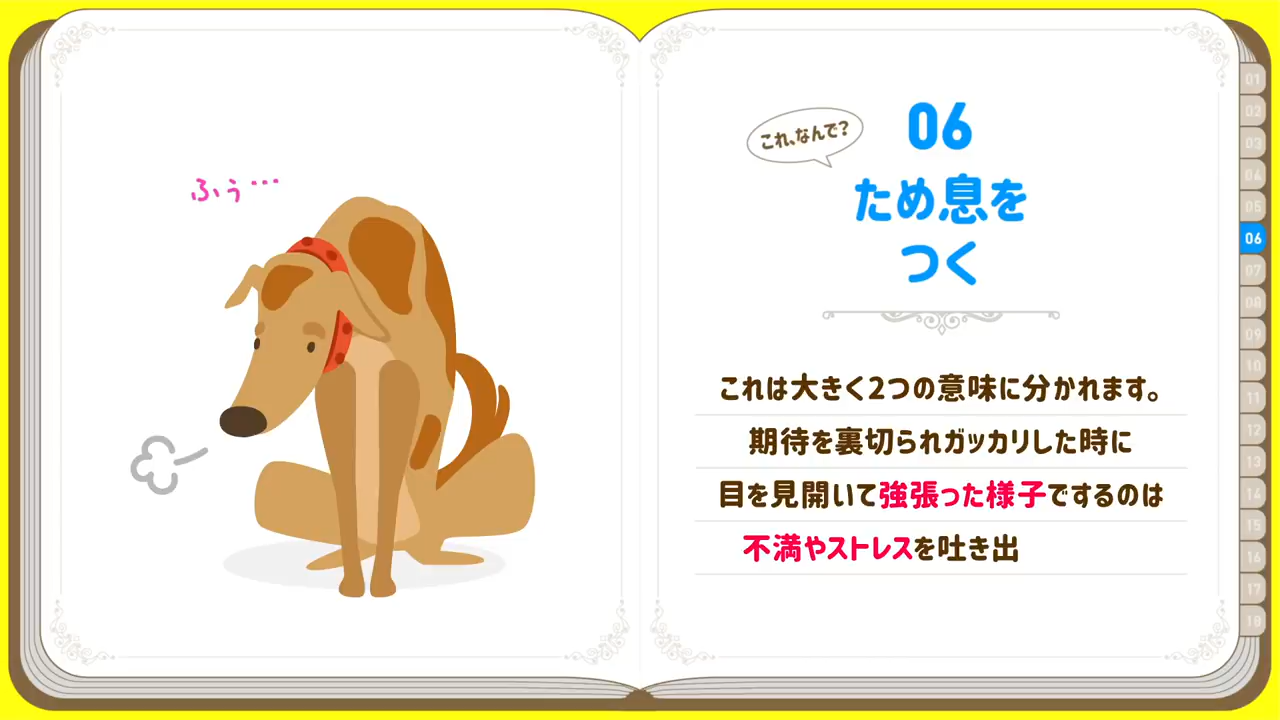 ふぅ…
これ、なんで?
06
ため息を
つく
これは大きく2つの意味に分かれます。
期待を裏切られガッカリした時に
目を見開いて強張った様子でするのは
不満やストレスを吐き出
01
02
03
04
05
06
07
08
09
10
11
12
13
14
15
16
17
18